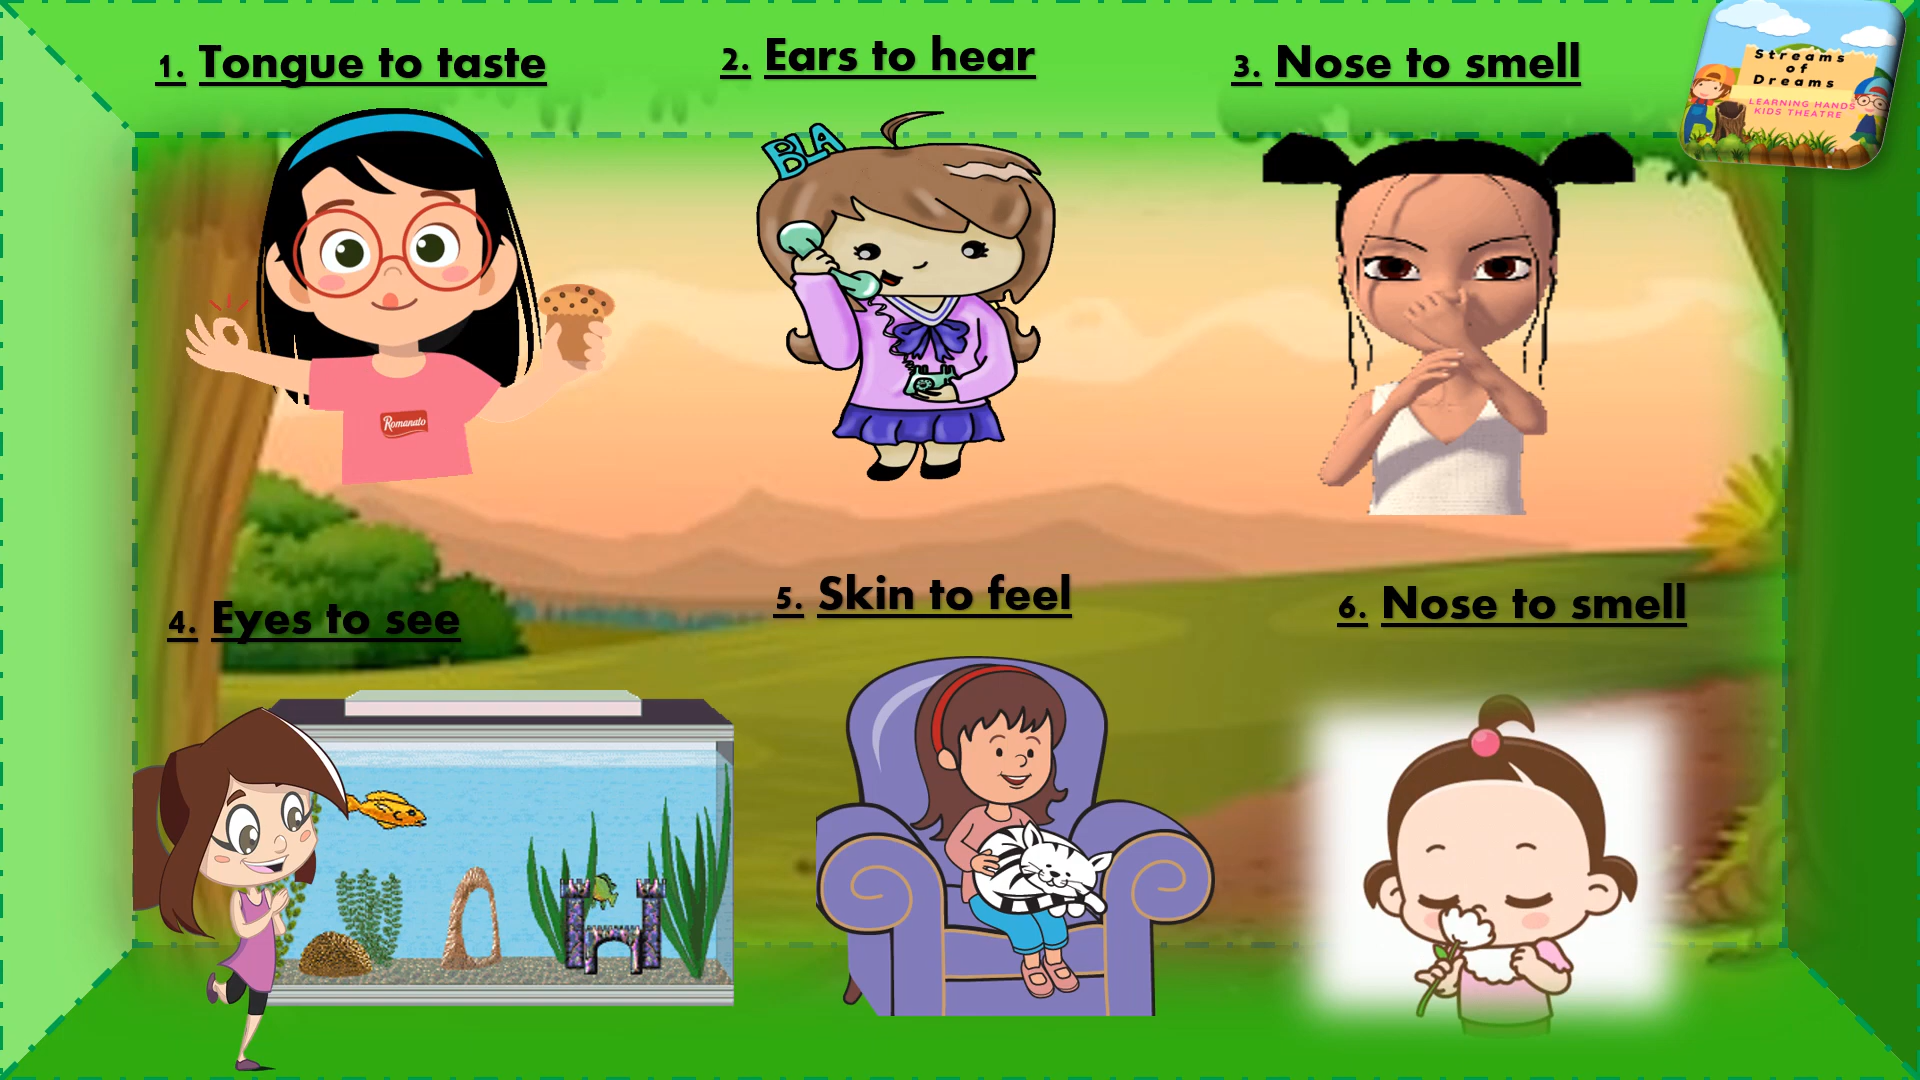 1. Tongue to taste
2. Ears to hear
3. Nose to smell
Streams
of
Dreams
LEARNING HANDS
KIDS THEATRE
BLA
Romanato
4. Eyes to see
5. Skin to feel
6. Nose to smell